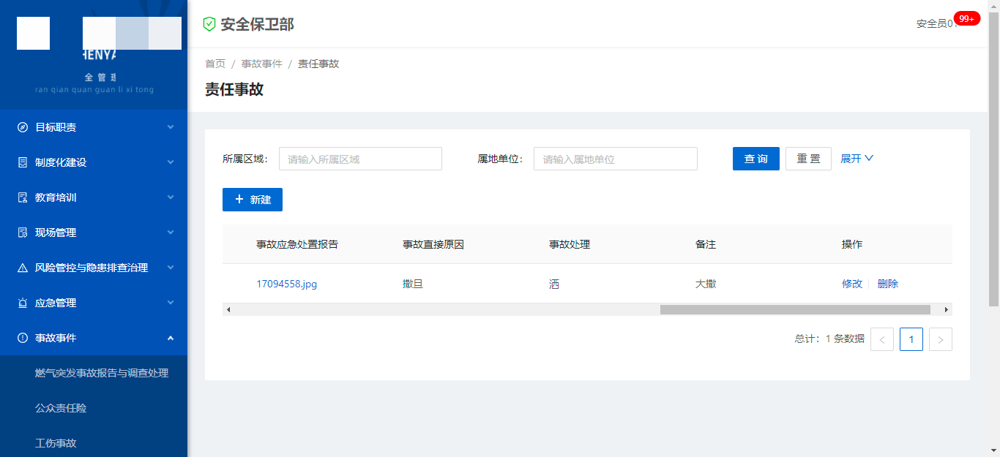 全 管 理
ran qian quan guan li xi tong
目标职责
制度化建设
教育培训
现场管理
风险管控与隐患排查治理
应急管理
事故事件
燃气突发事故报告与调查处理
公众责任险
工伤事故
安全保卫部
安全员0
99+
首页 / 事故事件 / 责任事故
责任事故
所属区域: 请输入所属区域 属地单位: 请输入属地单位 查 询 重 置 展开
+ 新建
事故应急处置报告 事故直接原因 事故处理 备注 操作
17094558.jpg 撒旦 洒 大撒 修改 删除
总计: 1 条数据 < 1 >